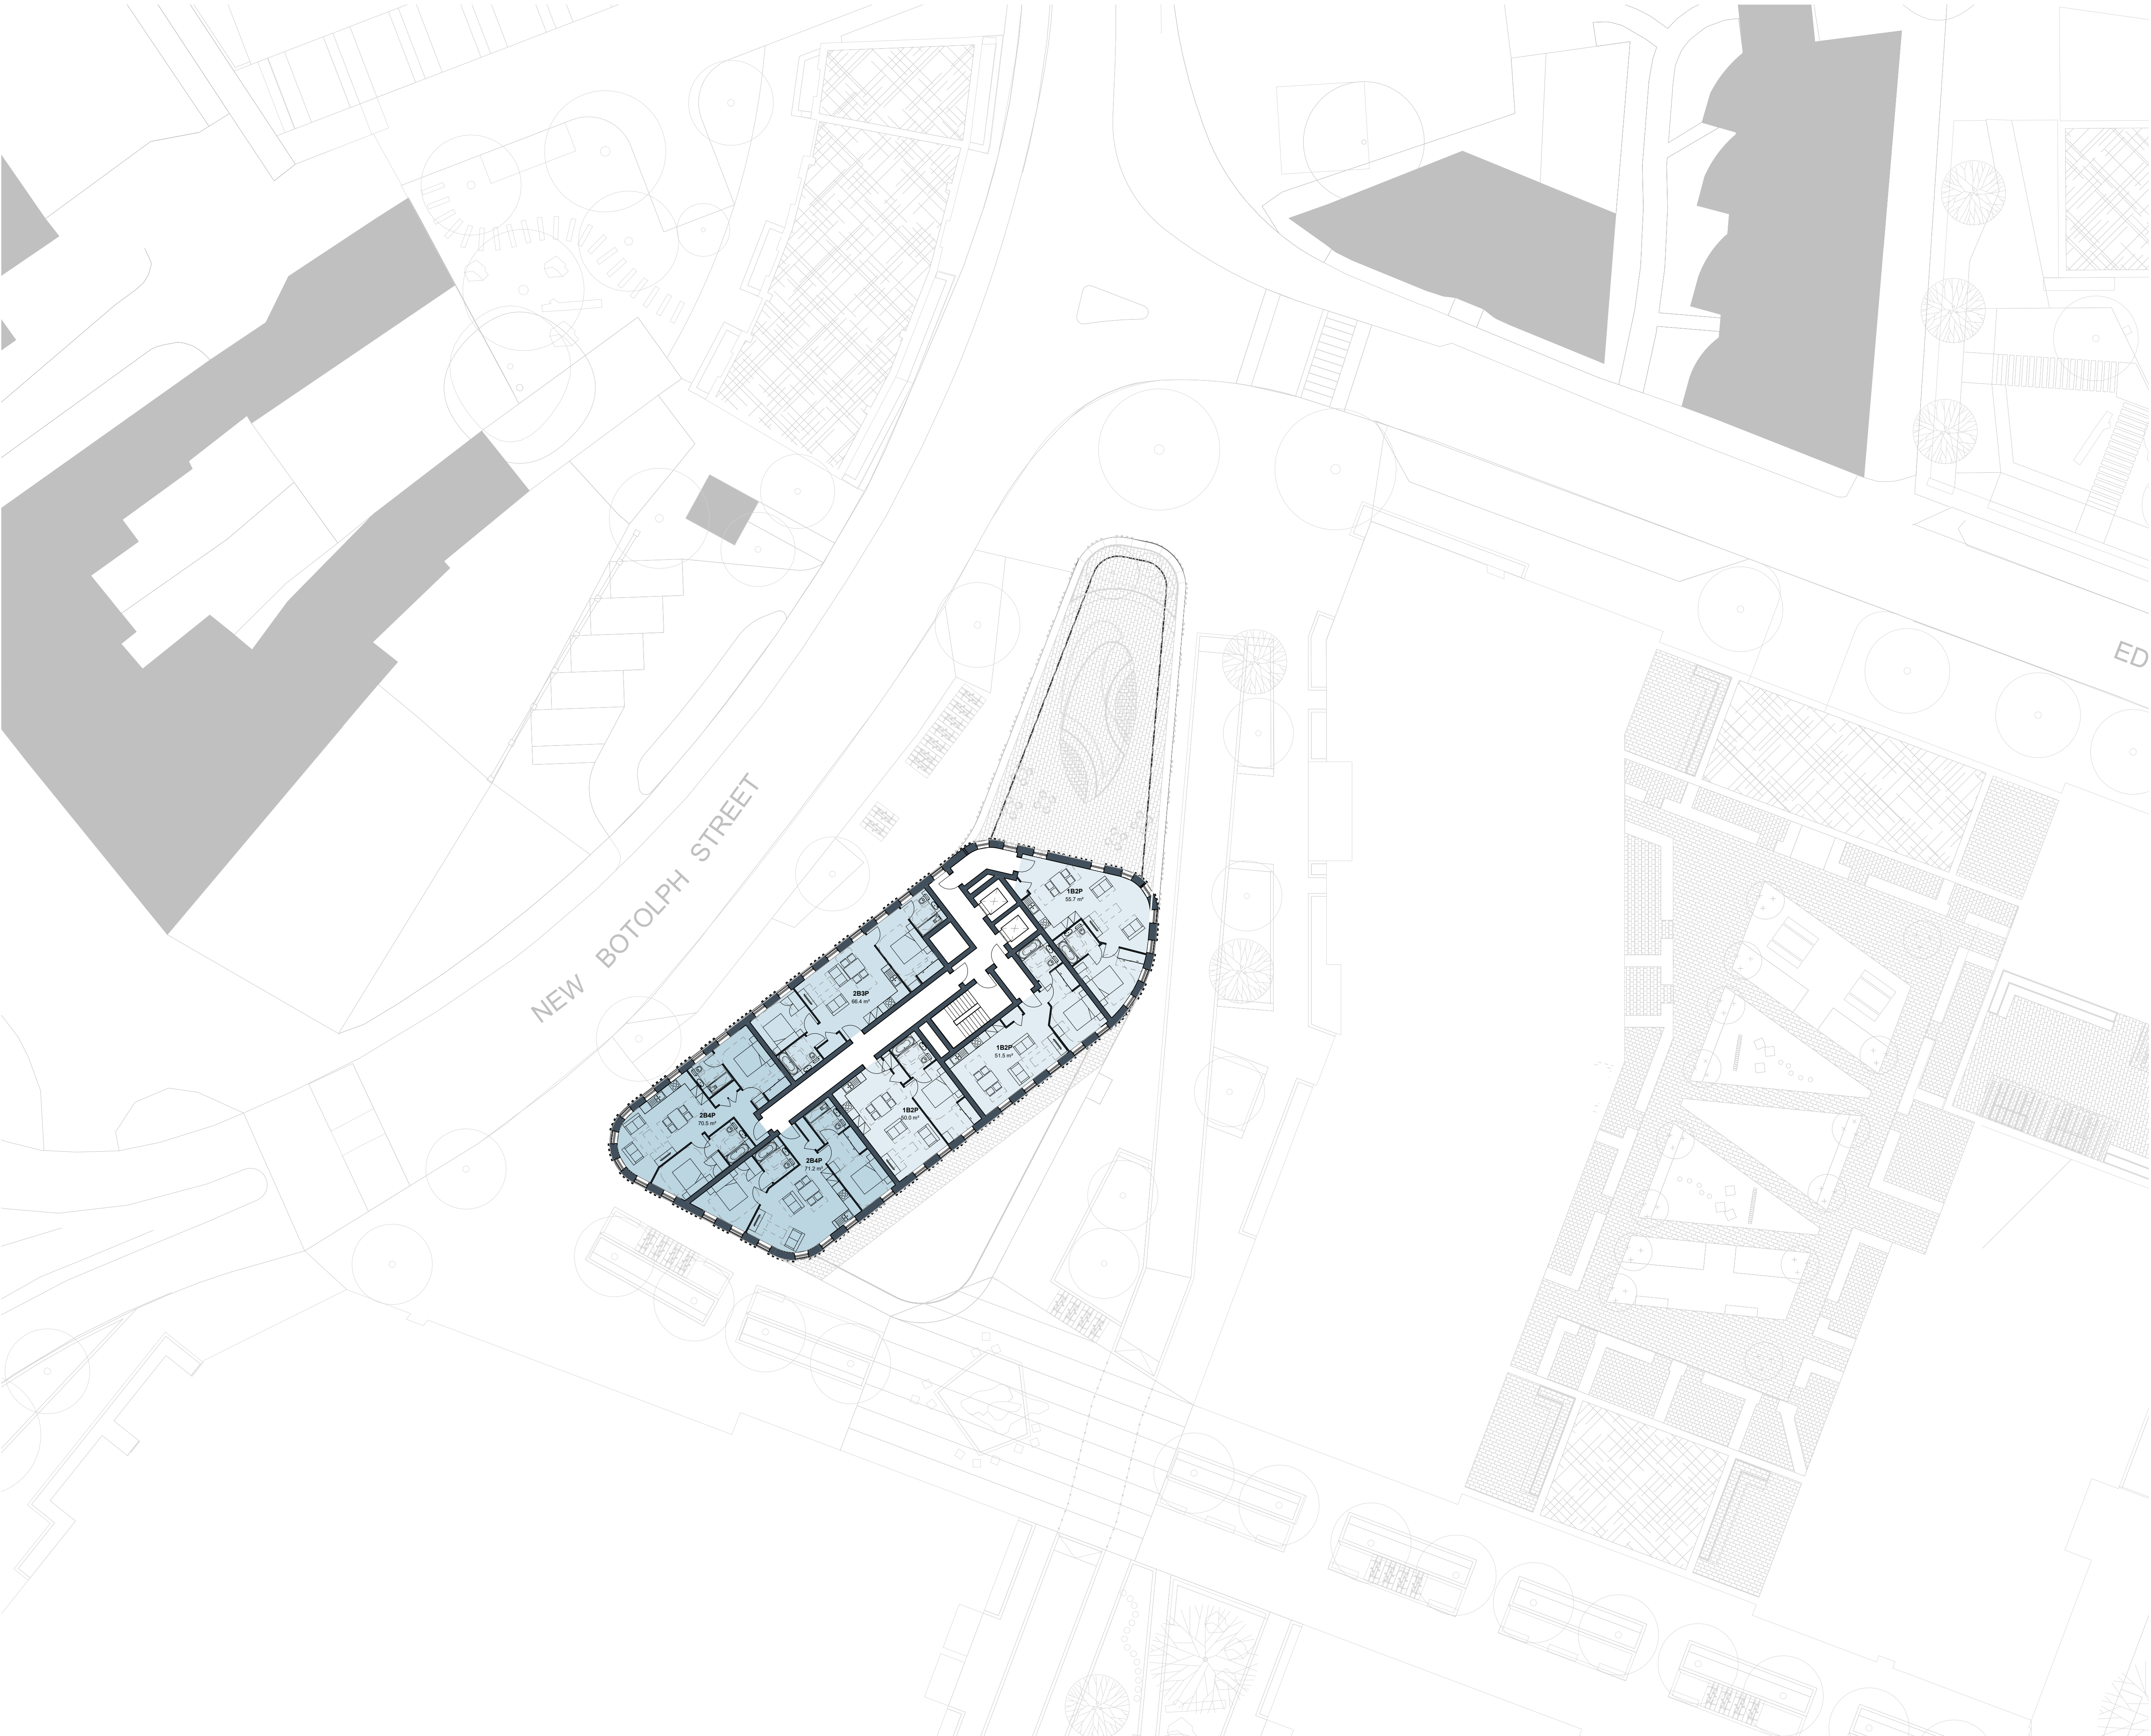 ED
NEW BOTOLPH STREET
1B2P
55.7 m²
2B3P
66.4 m²
1B2P
51.5 m²
1B2P
50.0 m²
2B4P
70.5 m²
2B4P
71.2 m²